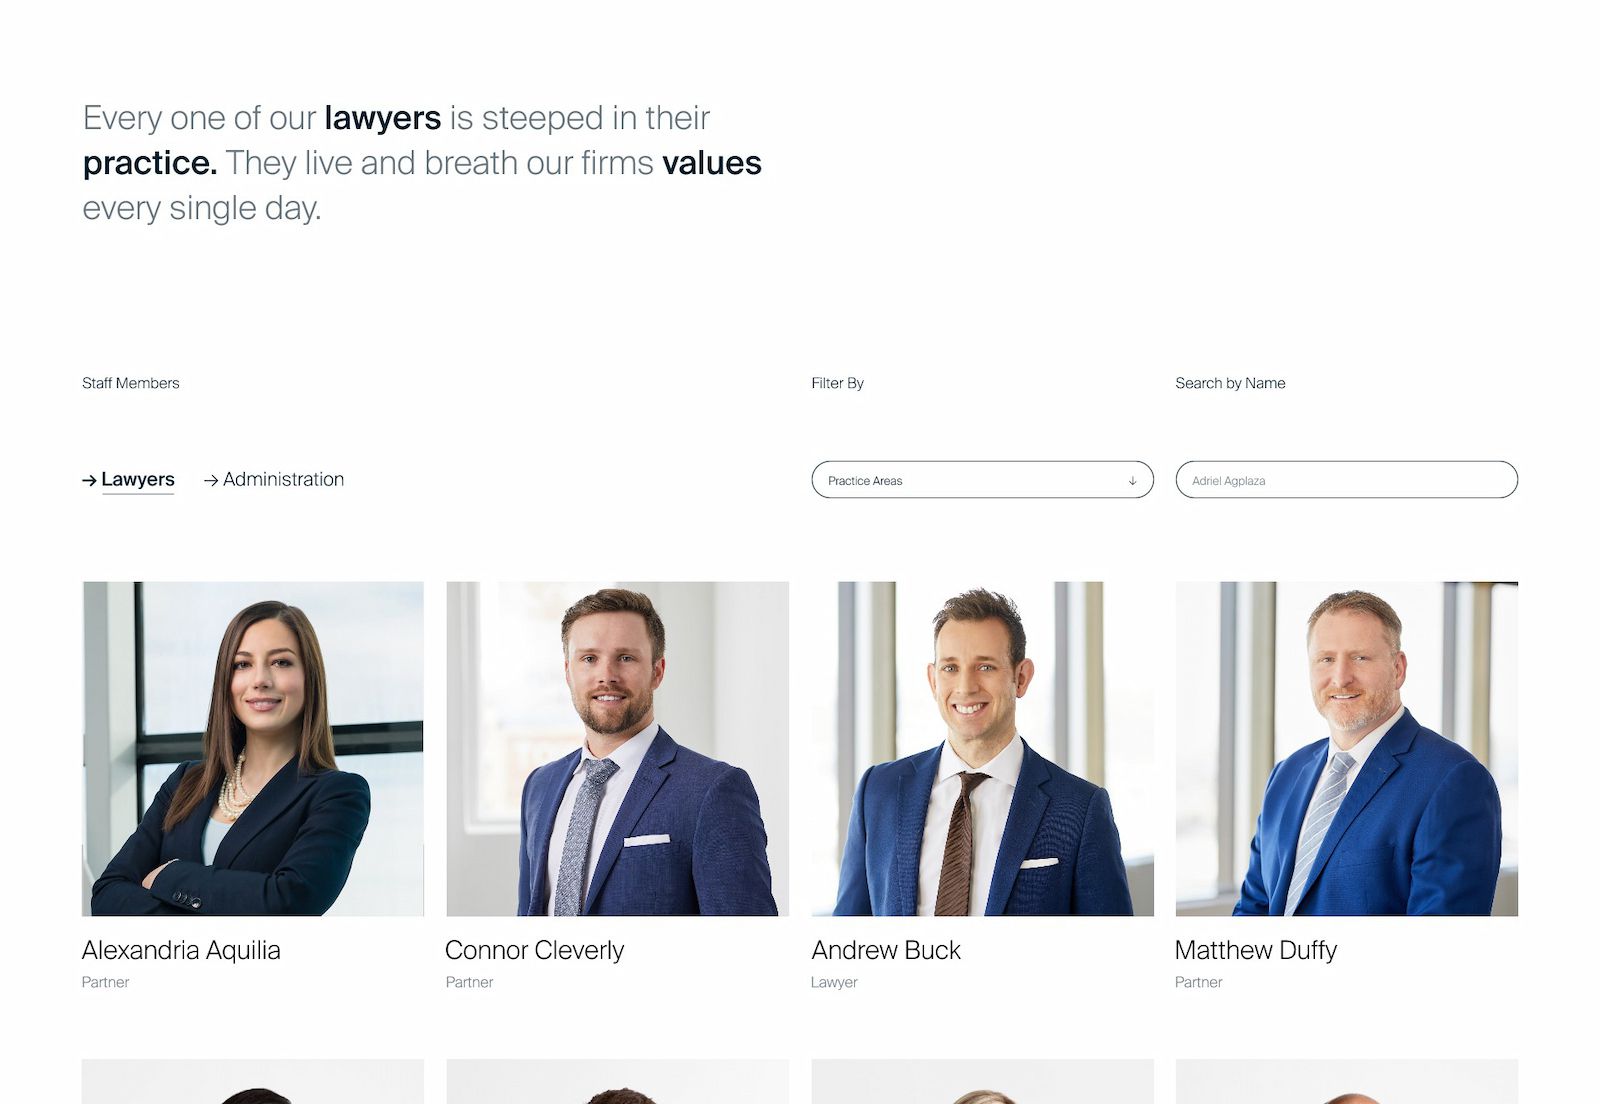 Every one of our lawyers is steeped in their
practice. They live and breath our firms values
every single day.
Staff Members
Filter By
Search by Name
→ Lawyers
→ Administration
Practice Areas ↓
Adriel Agplaza
Alexandria Aquilia
Partner
Connor Cleverly
Partner
Andrew Buck
Lawyer
Matthew Duffy
Partner